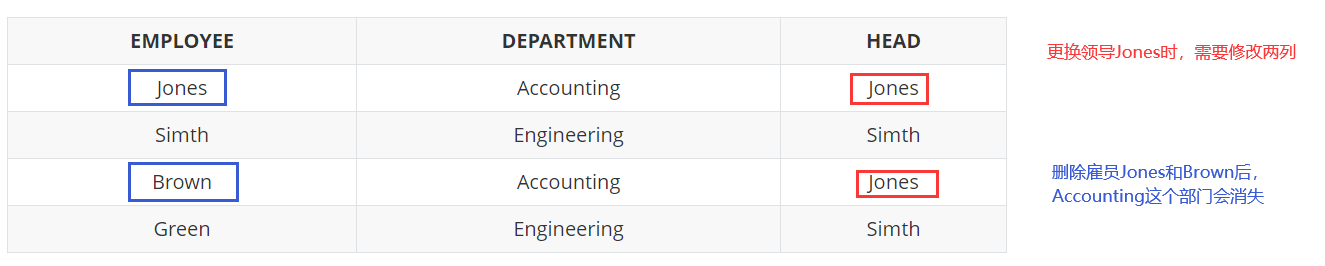 EMPLOYEE DEPARTMENT HEAD
Jones Accounting Jones
Simth Engineering Simth
Brown Accounting Jones
Green Engineering Simth
更换领导Jones时，需要修改两列
删除雇员Jones和Brown后，
Accounting这个部门会消失